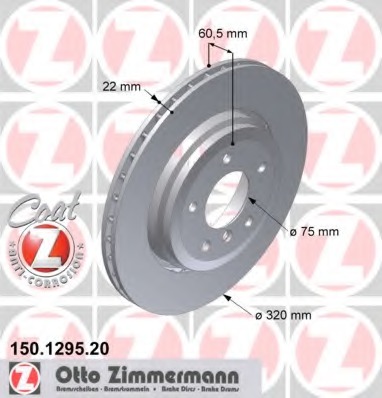 60,5 mm
22 mm
Coat
Z
ANTI-CORROSION
ø 75 mm
ø 320 mm
150.1295.20
Z
Otto Zimmermann
Bremsscheiben - Bremstrommeln • Brake Discs - Brake Drums